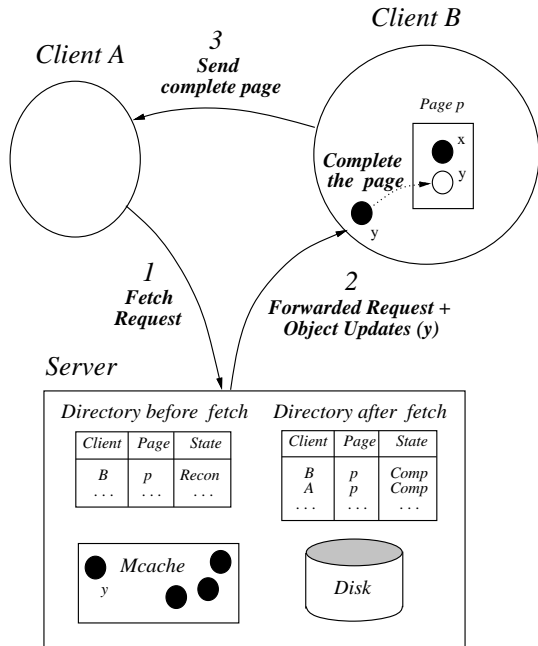 Client B
3
Client A
Send
complete page
Page p
x
Complete
the page
y
y
1
2
Fetch
Request
Forwarded Request +
Object Updates (y)
Server
Directory before fetch
Directory after fetch
Client Page State
Client Page State
B p Recon
. . . . . . . . .
B p Comp
A p Comp
. . . . . . . . .
Mcache
y
Disk